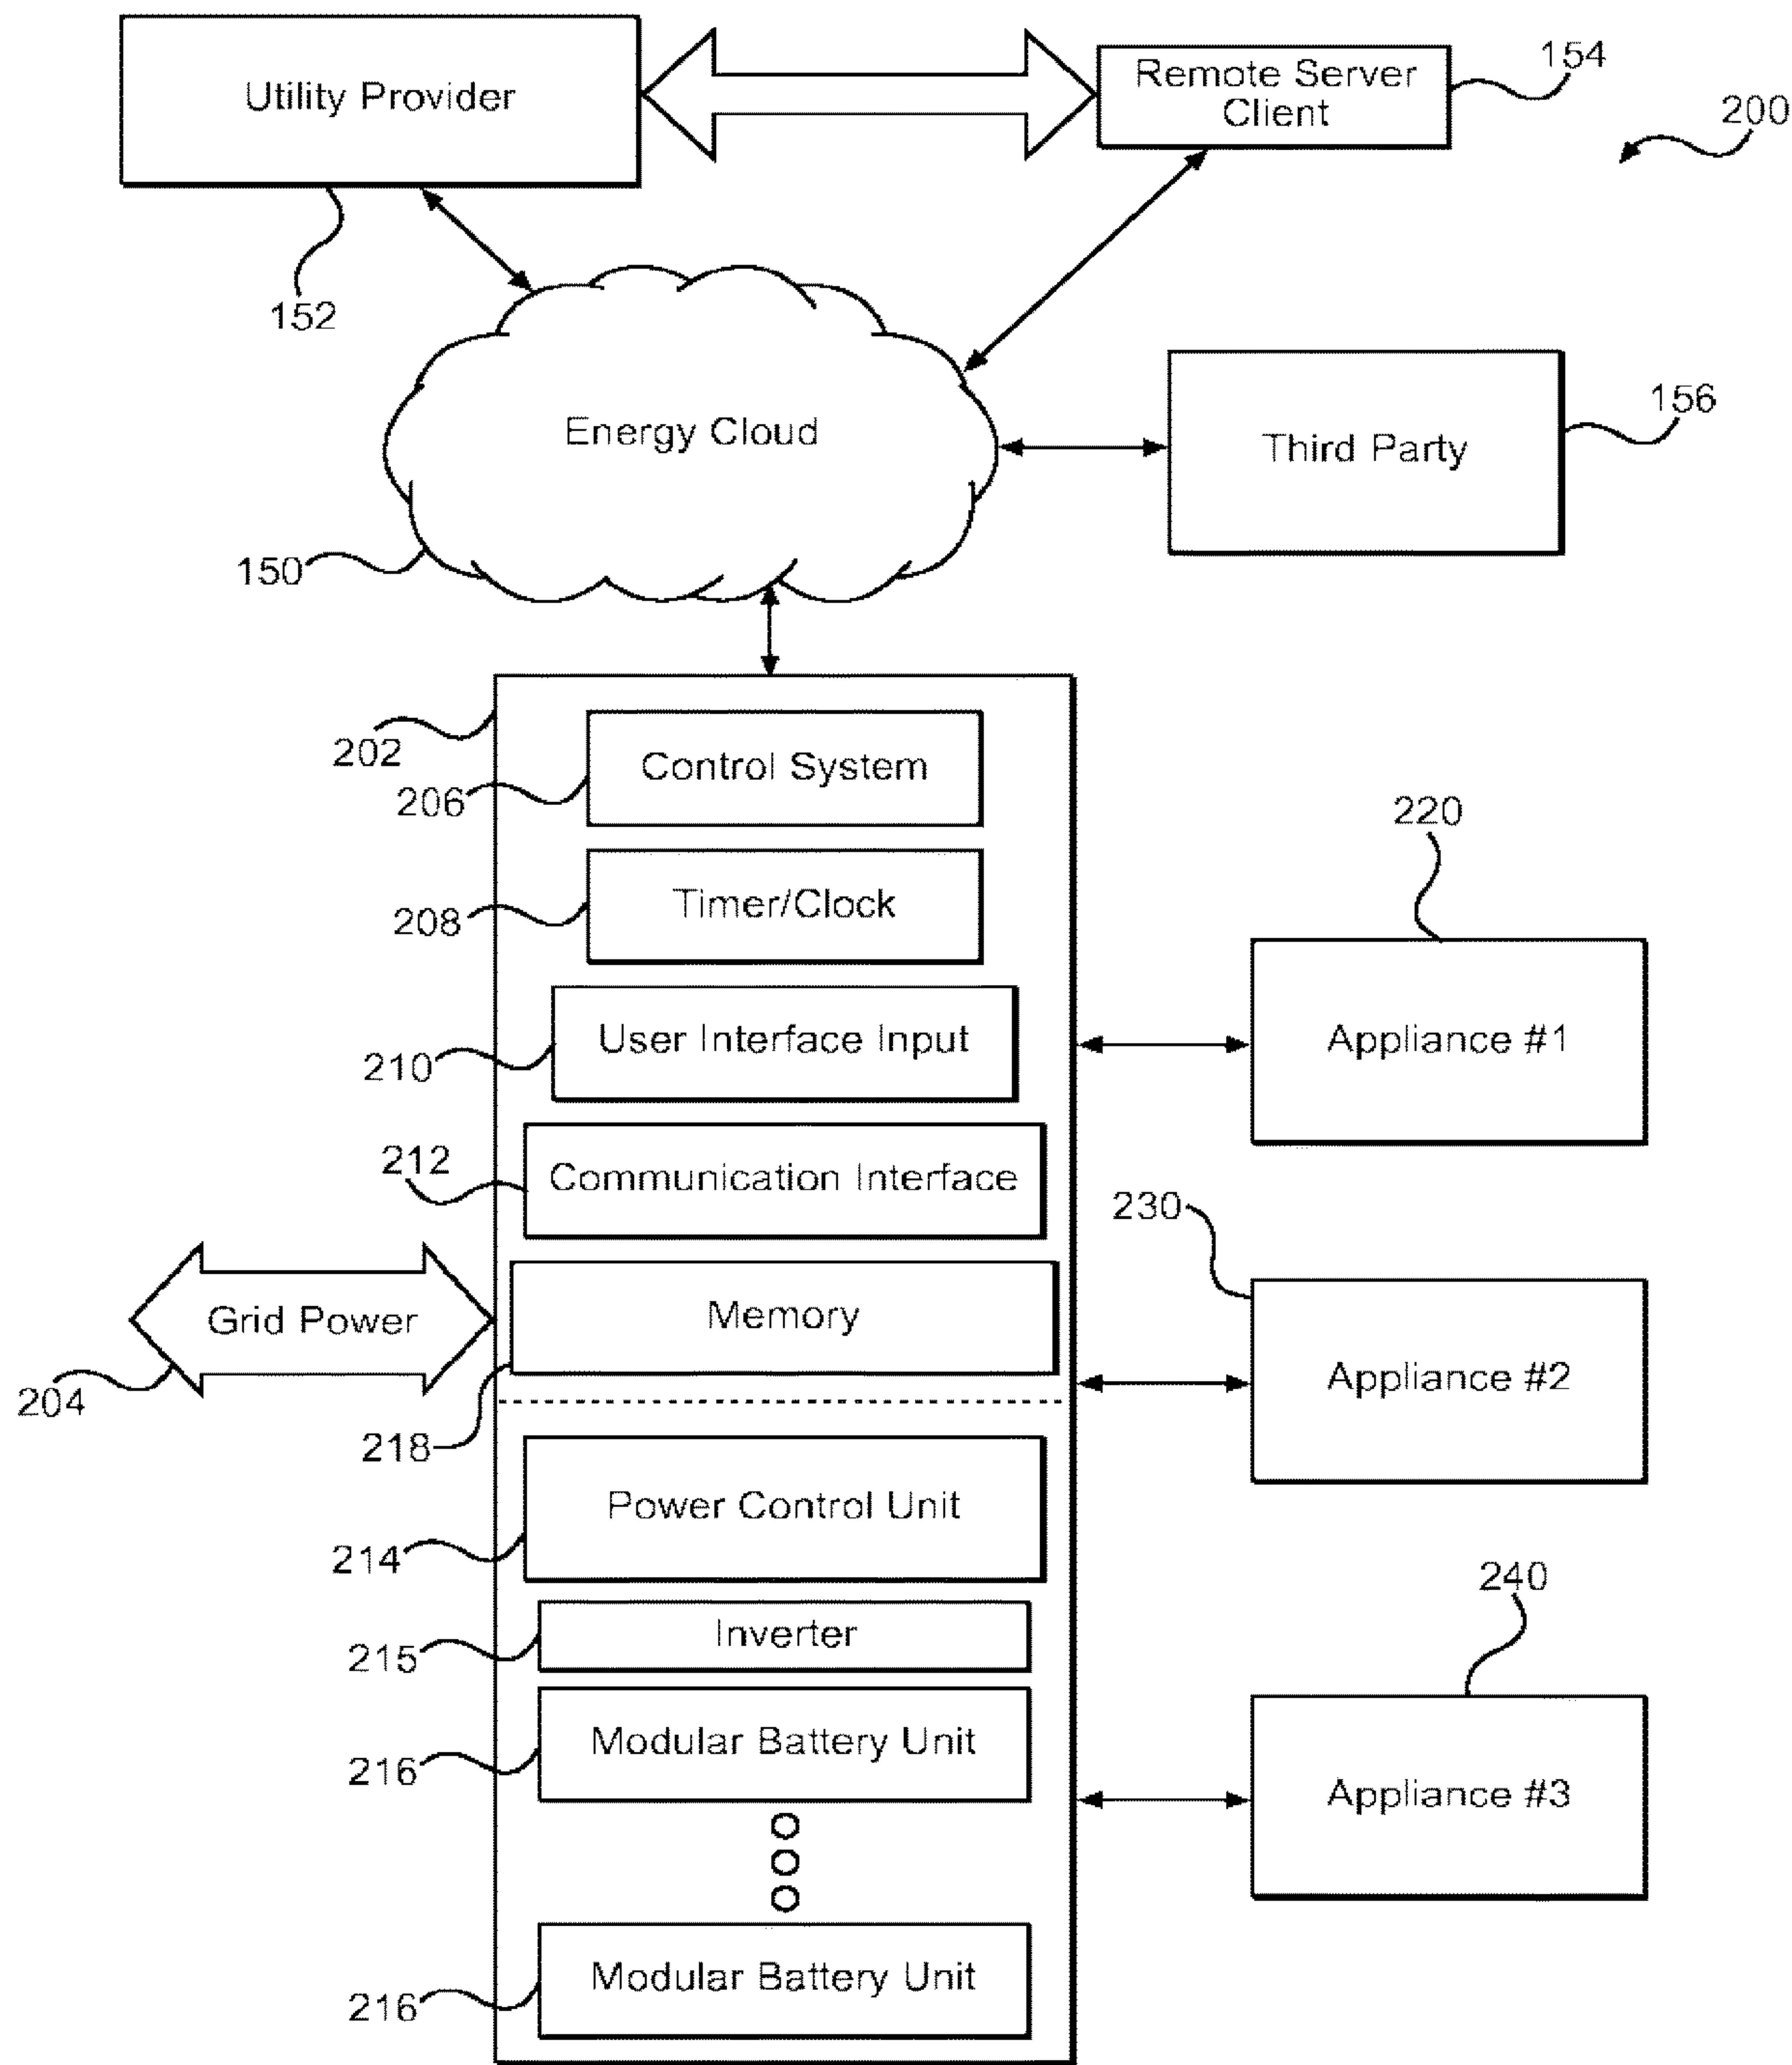 Utility Provider
Remote Server
Client
154
200
152
Energy Cloud
Third Party
156
150
202
Control System
206
Timer/Clock
208
220
User Interface Input
210
Appliance #1
212
Communication Interface
230
Grid Power
204
Memory
218
Appliance #2
Power Control Unit
214
240
Inverter
215
Modular Battery Unit
216
Appliance #3
Modular Battery Unit
216